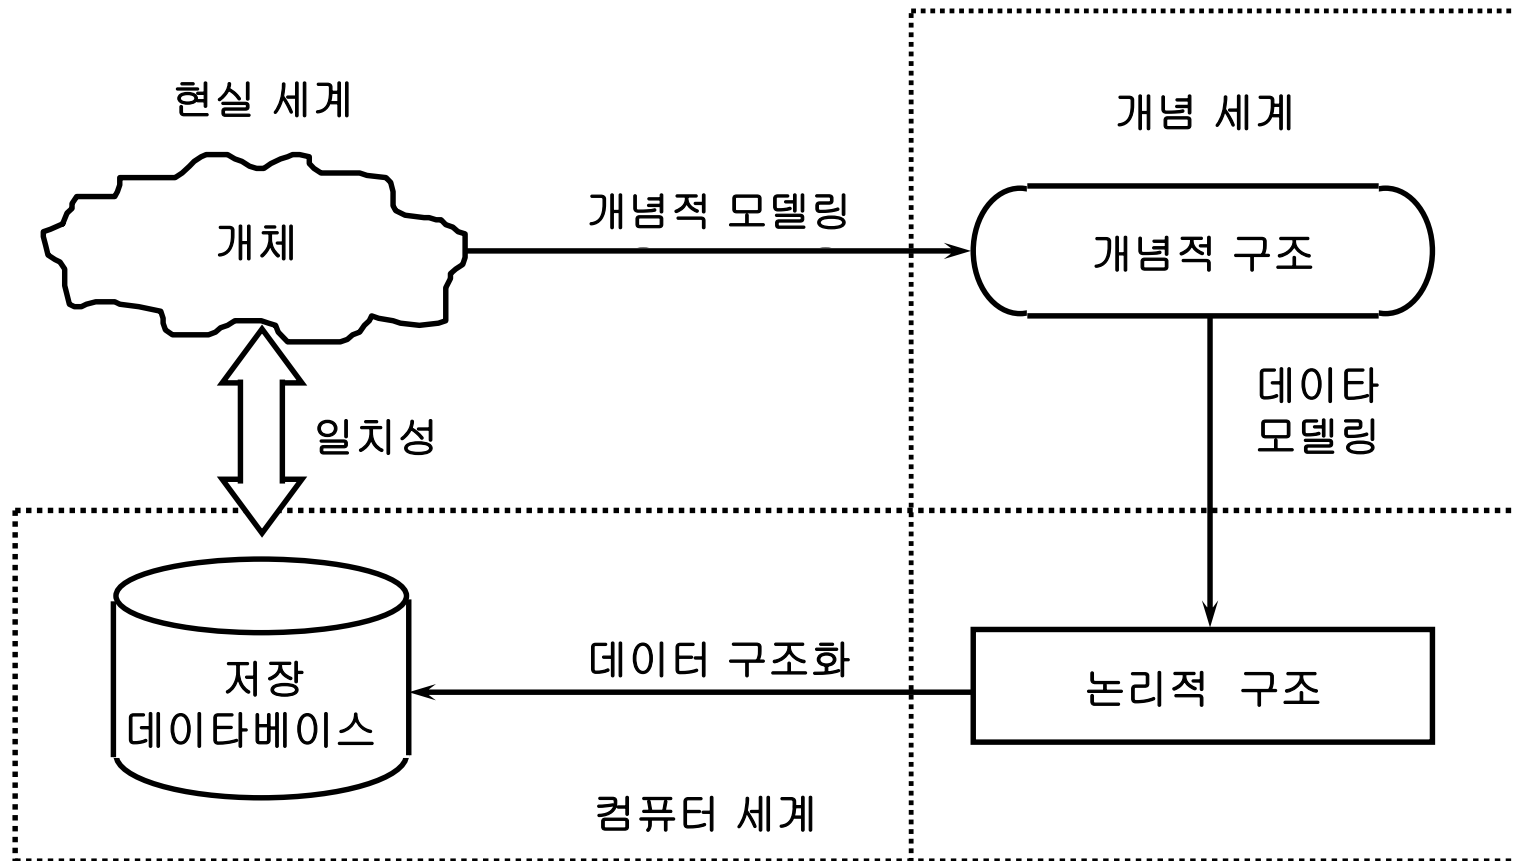 현실 세계
개념 세계
개체
개념적 모델링
개념적 구조
일치성
데이타
모델링
저장
데이타베이스
데이터 구조화
논리적 구조
컴퓨터 세계